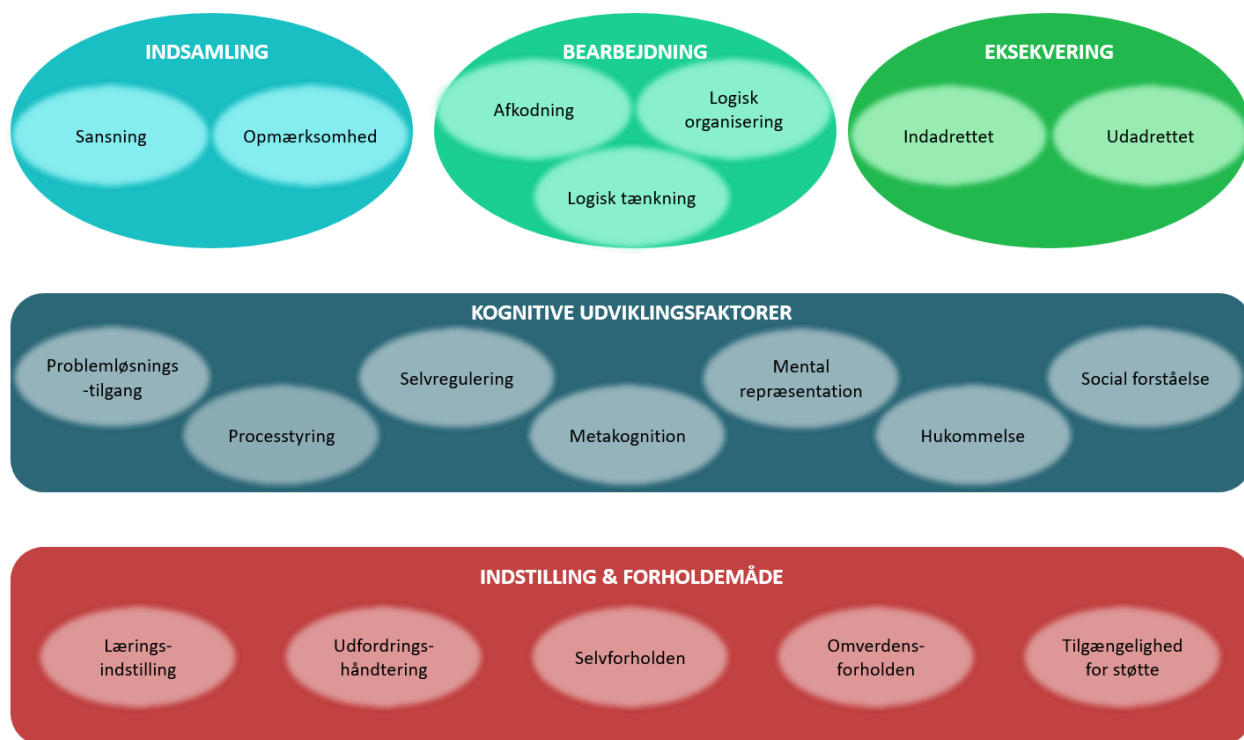 INDSAMLING
Sansning
Opmærksomhed
BEARBEJDNING
Afkodning
Logisk
organisering
Logisk tænkning
EKSEKVERING
Indadrettet
Udadrettet
KOGNITIVE UDVIKLINGSFAKTORER
Problemløsnings
-tilgang
Processtyring
Selvregulering
Metakognition
Mental
repræsentation
Hukommelse
Social forståelse
INDSTILLING & FORHOLDEMÅDE
Lærings-
indstilling
Udfordrings-
håndtering
Selvforholden
Omverdens-
forholden
Tilgængelighed
for støtte